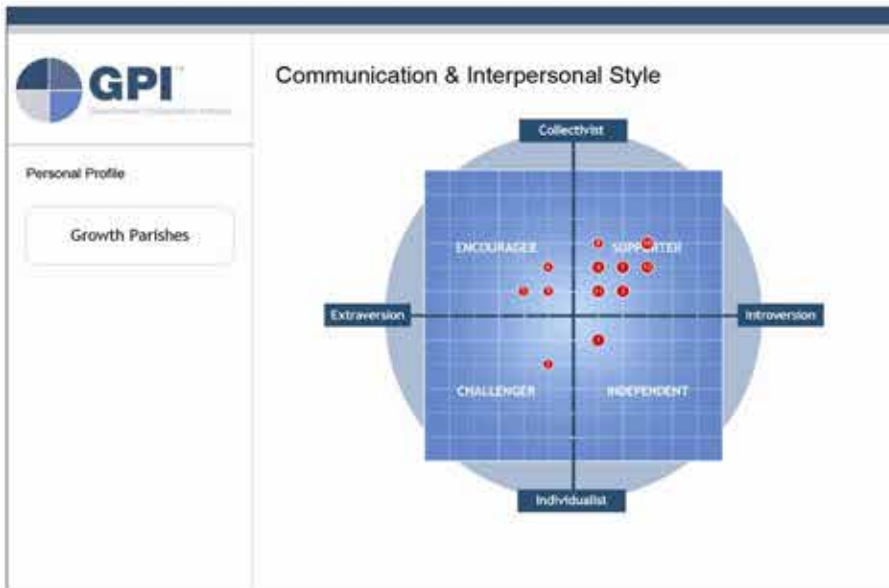 GPI
Communication & Interpersonal Style
Personal Profile
Growth Parishes
Collectivist
ENCOURAGER
SUPPORTER
Extraversion
Introversion
CHALLENGER
INDEPENDENT
Individualist